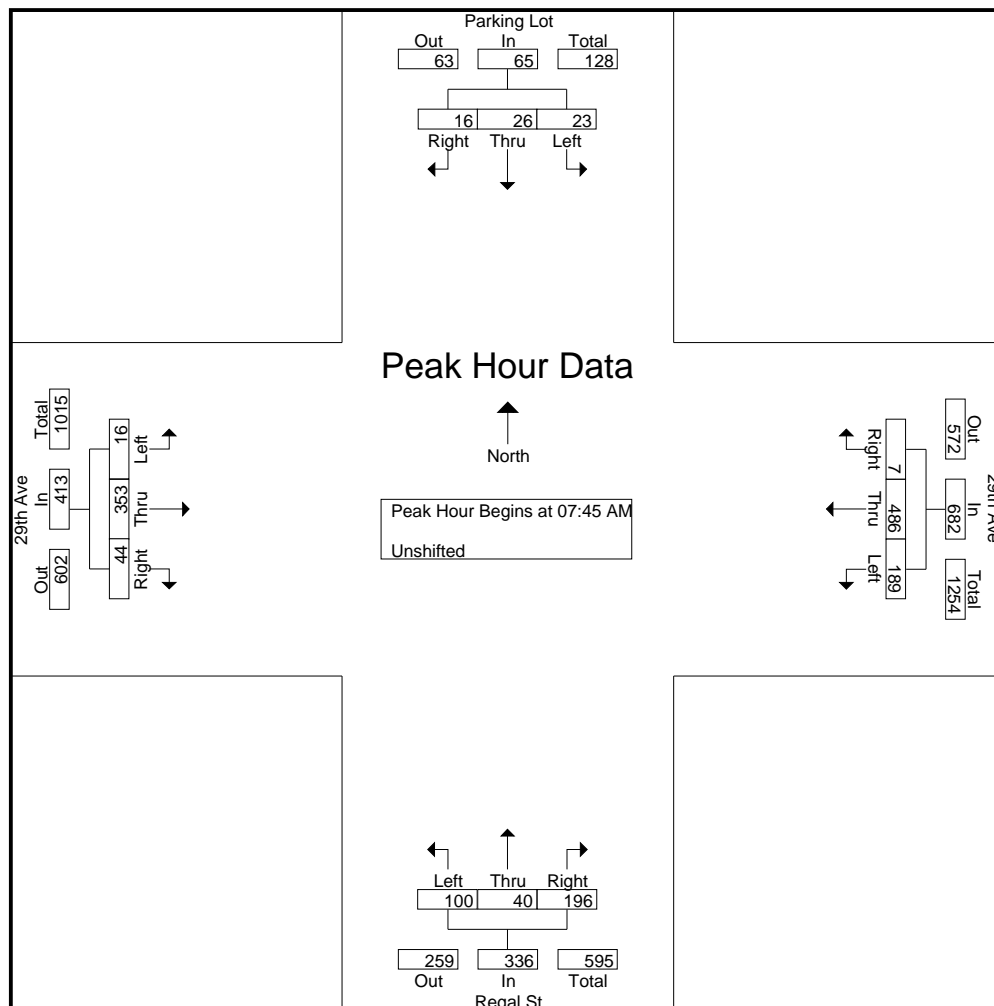 Parking Lot
Out In Total
63 65 128
16 26 23
Right Thru Left
Peak Hour Data
North
Peak Hour Begins at 07:45 AM
Unshifted
29th Ave
Total In Out
1015 413 602
16 353 44
Left Thru Right
Right Thru Left
7 486 189
572 682 1254
Out In Total
29th Ave
Left Thru Right
100 40 196
259 336 595
Out In Total
Regal St